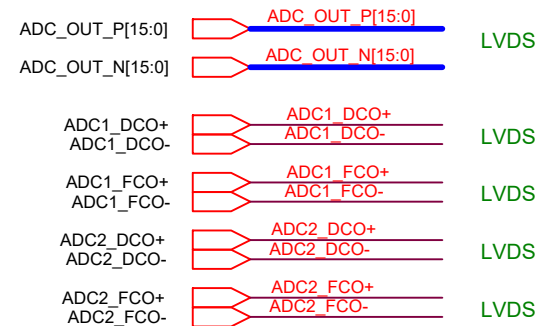 ADC_OUT_P[15:0] ADC_OUT_P[15:0] LVDS
ADC_OUT_N[15:0] ADC_OUT_N[15:0]
ADC1_DCO+ ADC1_DCO+ LVDS
ADC1_DCO- ADC1_DCO-
ADC1_FCO+ ADC1_FCO+ LVDS
ADC1_FCO- ADC1_FCO-
ADC2_DCO+ ADC2_DCO+ LVDS
ADC2_DCO- ADC2_DCO-
ADC2_FCO+ ADC2_FCO+ LVDS
ADC2_FCO- ADC2_FCO-